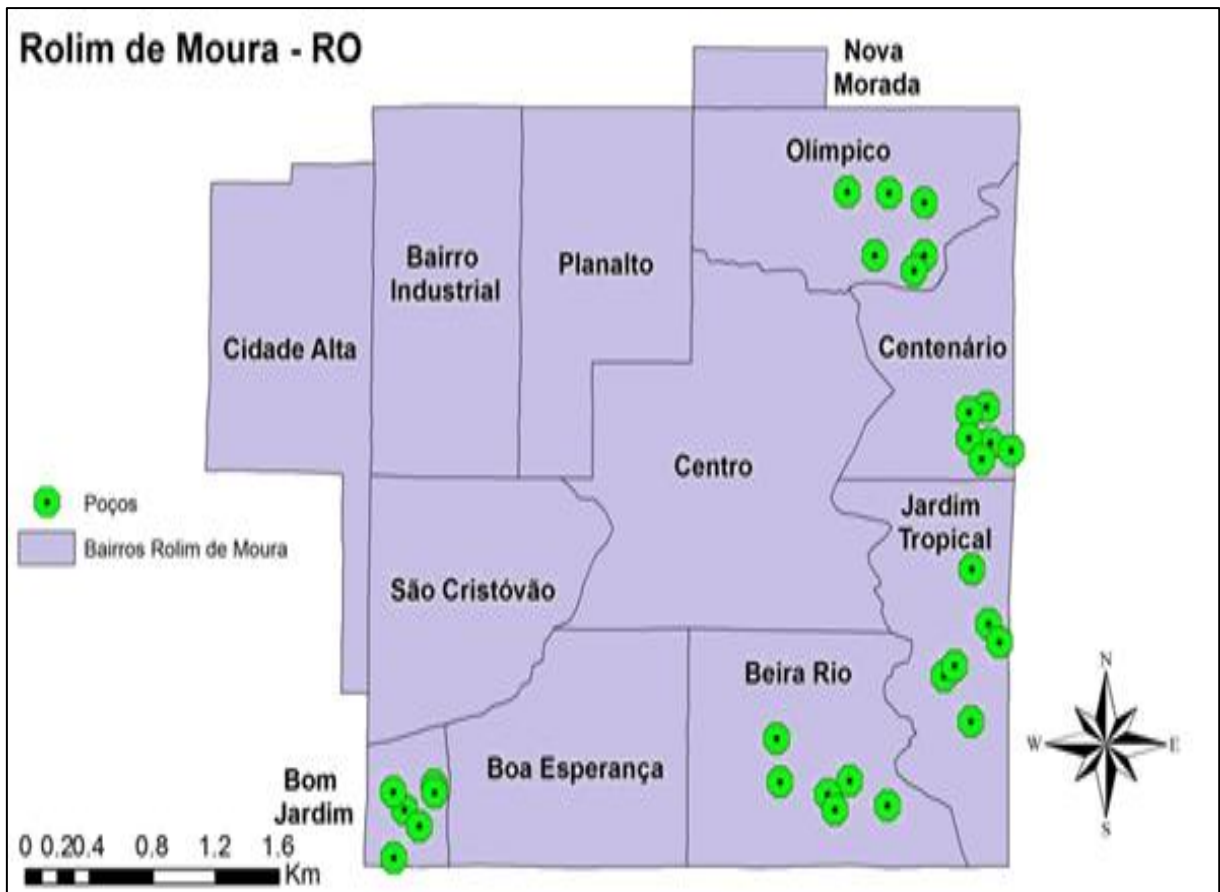 Rolim de Moura - RO
Nova
Morada
Olímpico
Bairro
Industrial
Planalto
Cidade Alta
Centenário
Centro
Jardim
Tropical
Poços
Bairros Rolim de Moura
São Cristóvão
Beira Rio
Boa Esperança
Bom
Jardim
N
W
E
S
0 0.20.4 0.8 1.2 1.6
Km